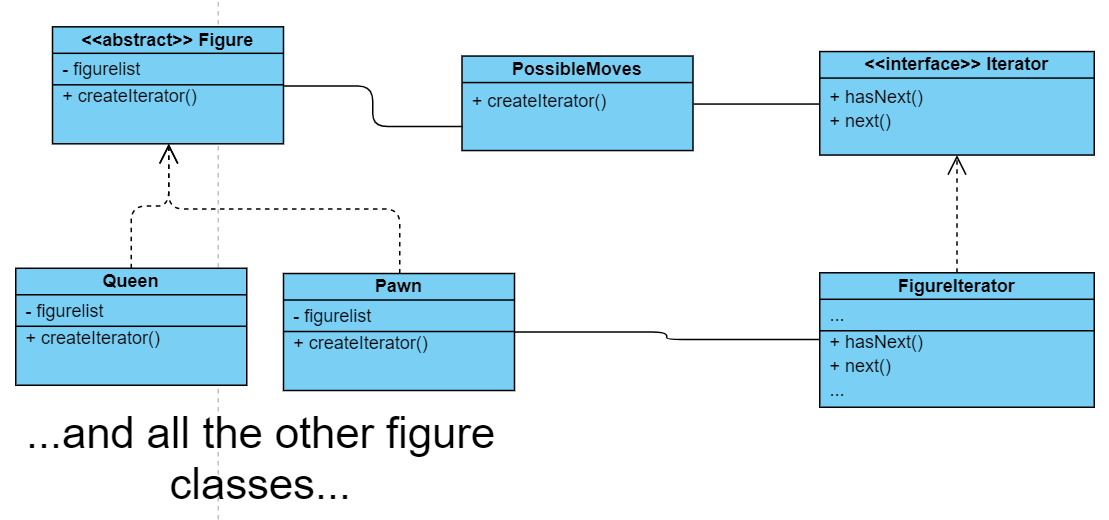 <<abstract>> Figure
- figurelist
+ createIterator()
PossibleMoves
+ createIterator()
<<interface>> Iterator
+ hasNext()
+ next()
Queen
- figurelist
+ createIterator()
Pawn
- figurelist
+ createIterator()
FigureIterator
...
+ hasNext()
+ next()
...
...and all the other figure
classes...